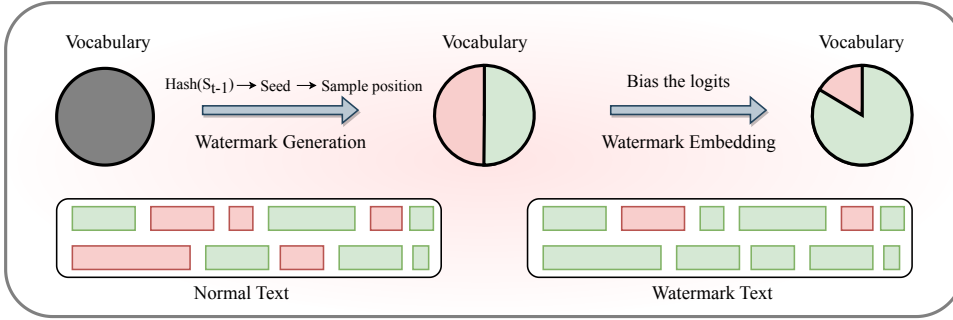 Vocabulary
Vocabulary
Vocabulary
Hash(S_{t-1}) → Seed → Sample position
Bias the logits
Watermark Generation
Watermark Embedding
Normal Text
Watermark Text